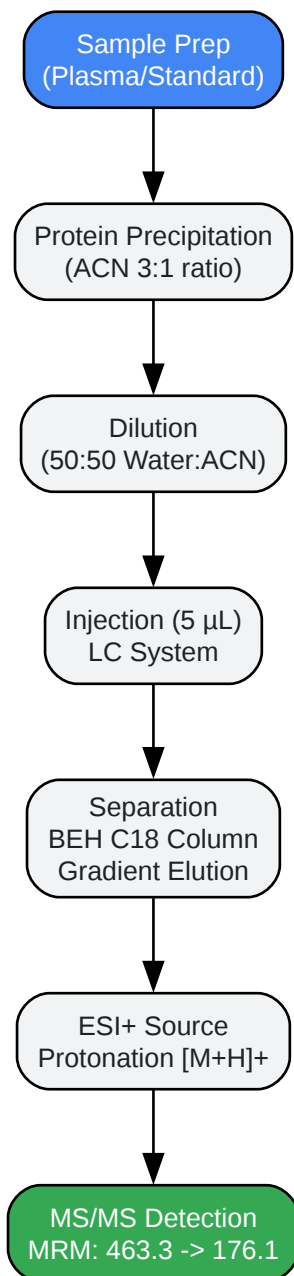 Sample Prep
(Plasma/Standard)
Protein Precipitation
(ACN 3:1 ratio)
Dilution
(50:50 Water:ACN)
Injection (5 µL)
LC System
Separation
BEH C18 Column
Gradient Elution
ESI+ Source
Protonation [M+H]+
MS/MS Detection
MRM: 463.3 -> 176.1